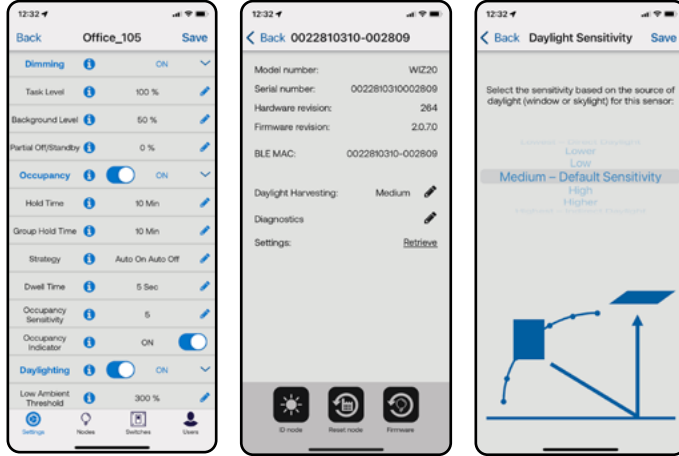 12:32
Back Office_105 Save
Dimming ON
Task Level 100 %
Background Level 50 %
Partial Off/Standby 0 %
Occupancy ON
Hold Time 10 Min
Group Hold Time 10 Min
Strategy Auto On Auto Off
Dwell Time 5 Sec
Occupancy
Sensitivity 5
Occupancy
Indicator ON
Daylighting ON
Low Ambient
Threshold 300 %
Settings Nodes Switches Users
12:32
Back 0022810310-002809
Model number: WIZ20
Serial number: 0022810310002809
Hardware revision: 264
Firmware revision: 2.0.7.0
BLE MAC: 0022810310-002809
Daylight Harvesting: Medium
Diagnostics
Settings: Retrieve
ID node Reset node Firmware
12:32
Back Daylight Sensitivity Save
Select the sensitivity based on the source of
daylight (window or skylight) for this sensor:
Lower
Low
Medium – Default Sensitivity
High
Higher